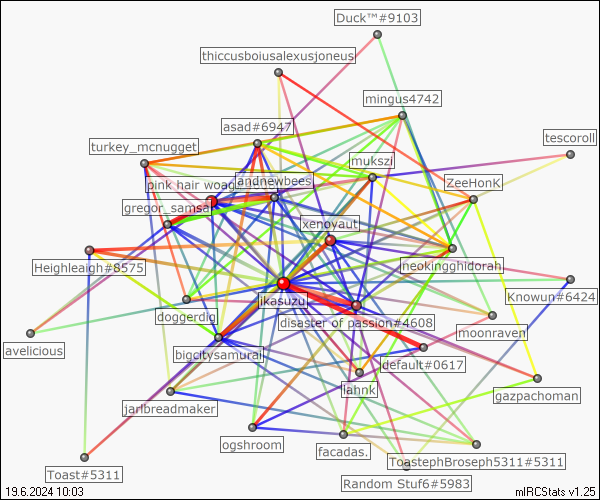 Duck™#9103
thiccusboiusalexusjoneus
mingus4742
asad#6947
tescoroll
turkey_mcnugget
mukszi
pink hair woag
andnewbees
ZeeHonK
gregor_samsa
xenovaut
Heighleaigh#8575
neokingghidorah
Knowun#6424
jkasuzu
doggerdig
disaster of passion#4608
moonraven
avelicious
bigcitysamurai
default#0617
lahnk
gazpachoman
jarlbreadmaker
ogshroom
facadas.
ToastephBroseph5311#5311
Toast#5311
Random Stuf6#5983
19.6.2024 10:03
mIRCStats v1.25